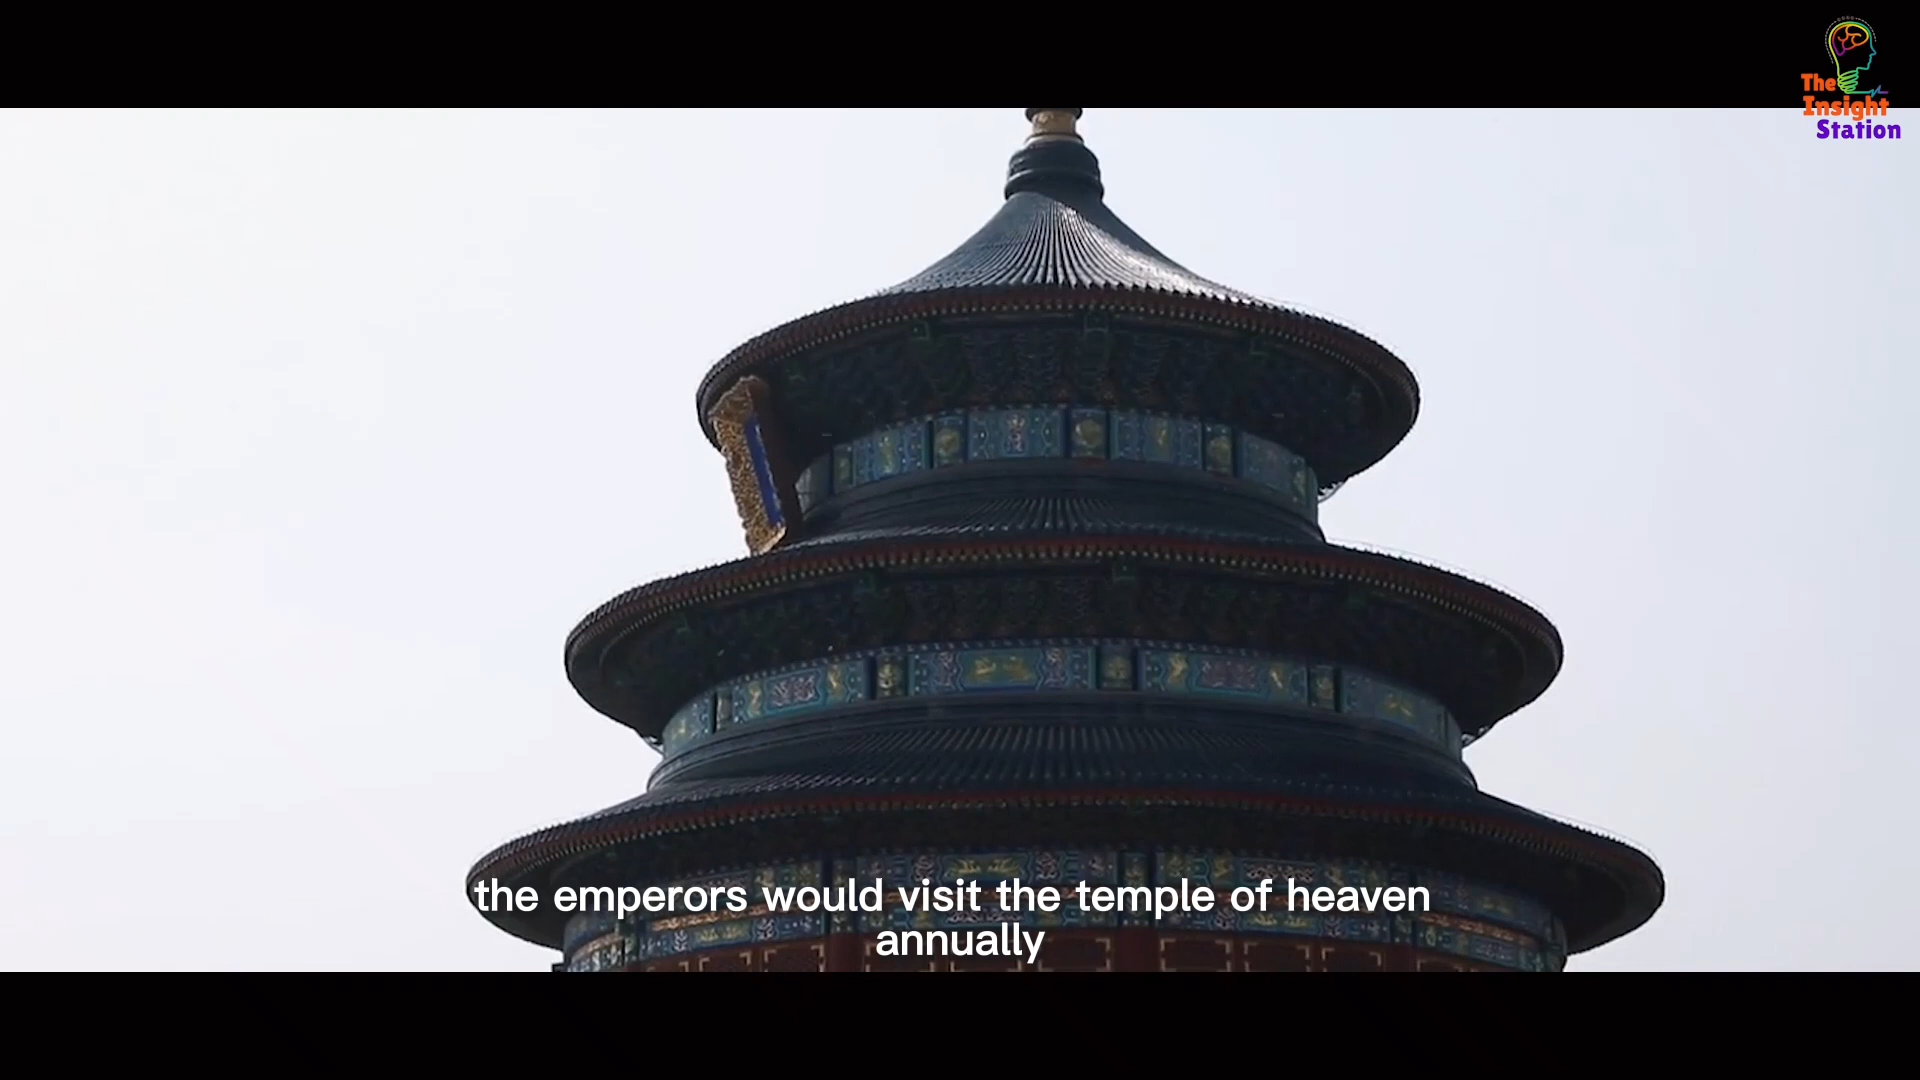 The
Insight
Station
the emperors would visit the temple of heaven
annually